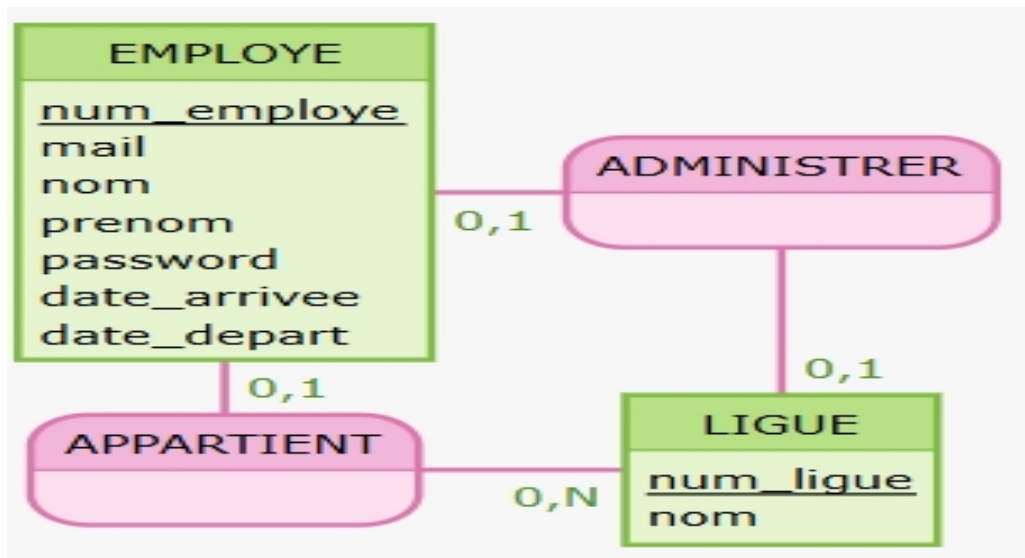 EMPLOYE
num_employe
mail
nom
prenom
password
date_arrivee
date_depart
ADMINISTRER
0,1
0,1
0,1
APPARTIENT
0,N
LIGUE
num_ligue
nom